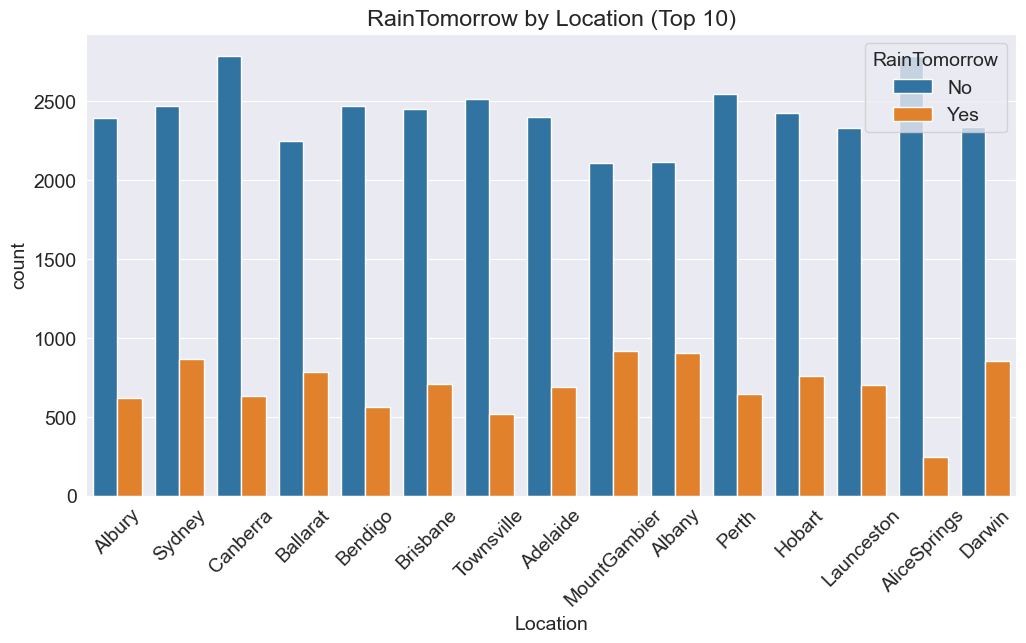 RainTomorrow by Location (Top 10)
RainTomorrow
No
Yes
count
2500
2000
1500
1000
500
0
Albury
Sydney
Canberra
Ballarat
Bendigo
Brisbane
Townsville
Adelaide
MountGambier
Albany
Perth
Hobart
Launceston
AliceSprings
Darwin
Location